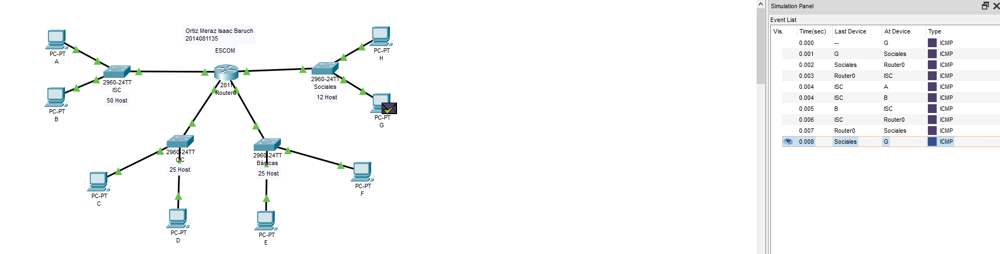 Ortiz Meraz Isaac Baruch
2014081135
ESCOM
PC-PT
A
PC-PT
B
2960-24TT
ISC
50 Host
2811
Router0
2960-24TT
Sociales
12 Host
PC-PT
H
PC-PT
G
2960-24TT
CIC
25 Host
2960-24TT
Básicas
25 Host
PC-PT
C
PC-PT
D
PC-PT
E
PC-PT
F
Simulation Panel
Event List
Vis. Time(sec) Last Device At Device Type
0.000 -- G ICMP
0.001 G Sociales ICMP
0.002 Sociales Router0 ICMP
0.003 Router0 ISC ICMP
0.004 ISC A ICMP
0.004 ISC B ICMP
0.005 B ISC ICMP
0.006 ISC Router0 ICMP
0.007 Router0 Sociales ICMP
0.008 Sociales G ICMP